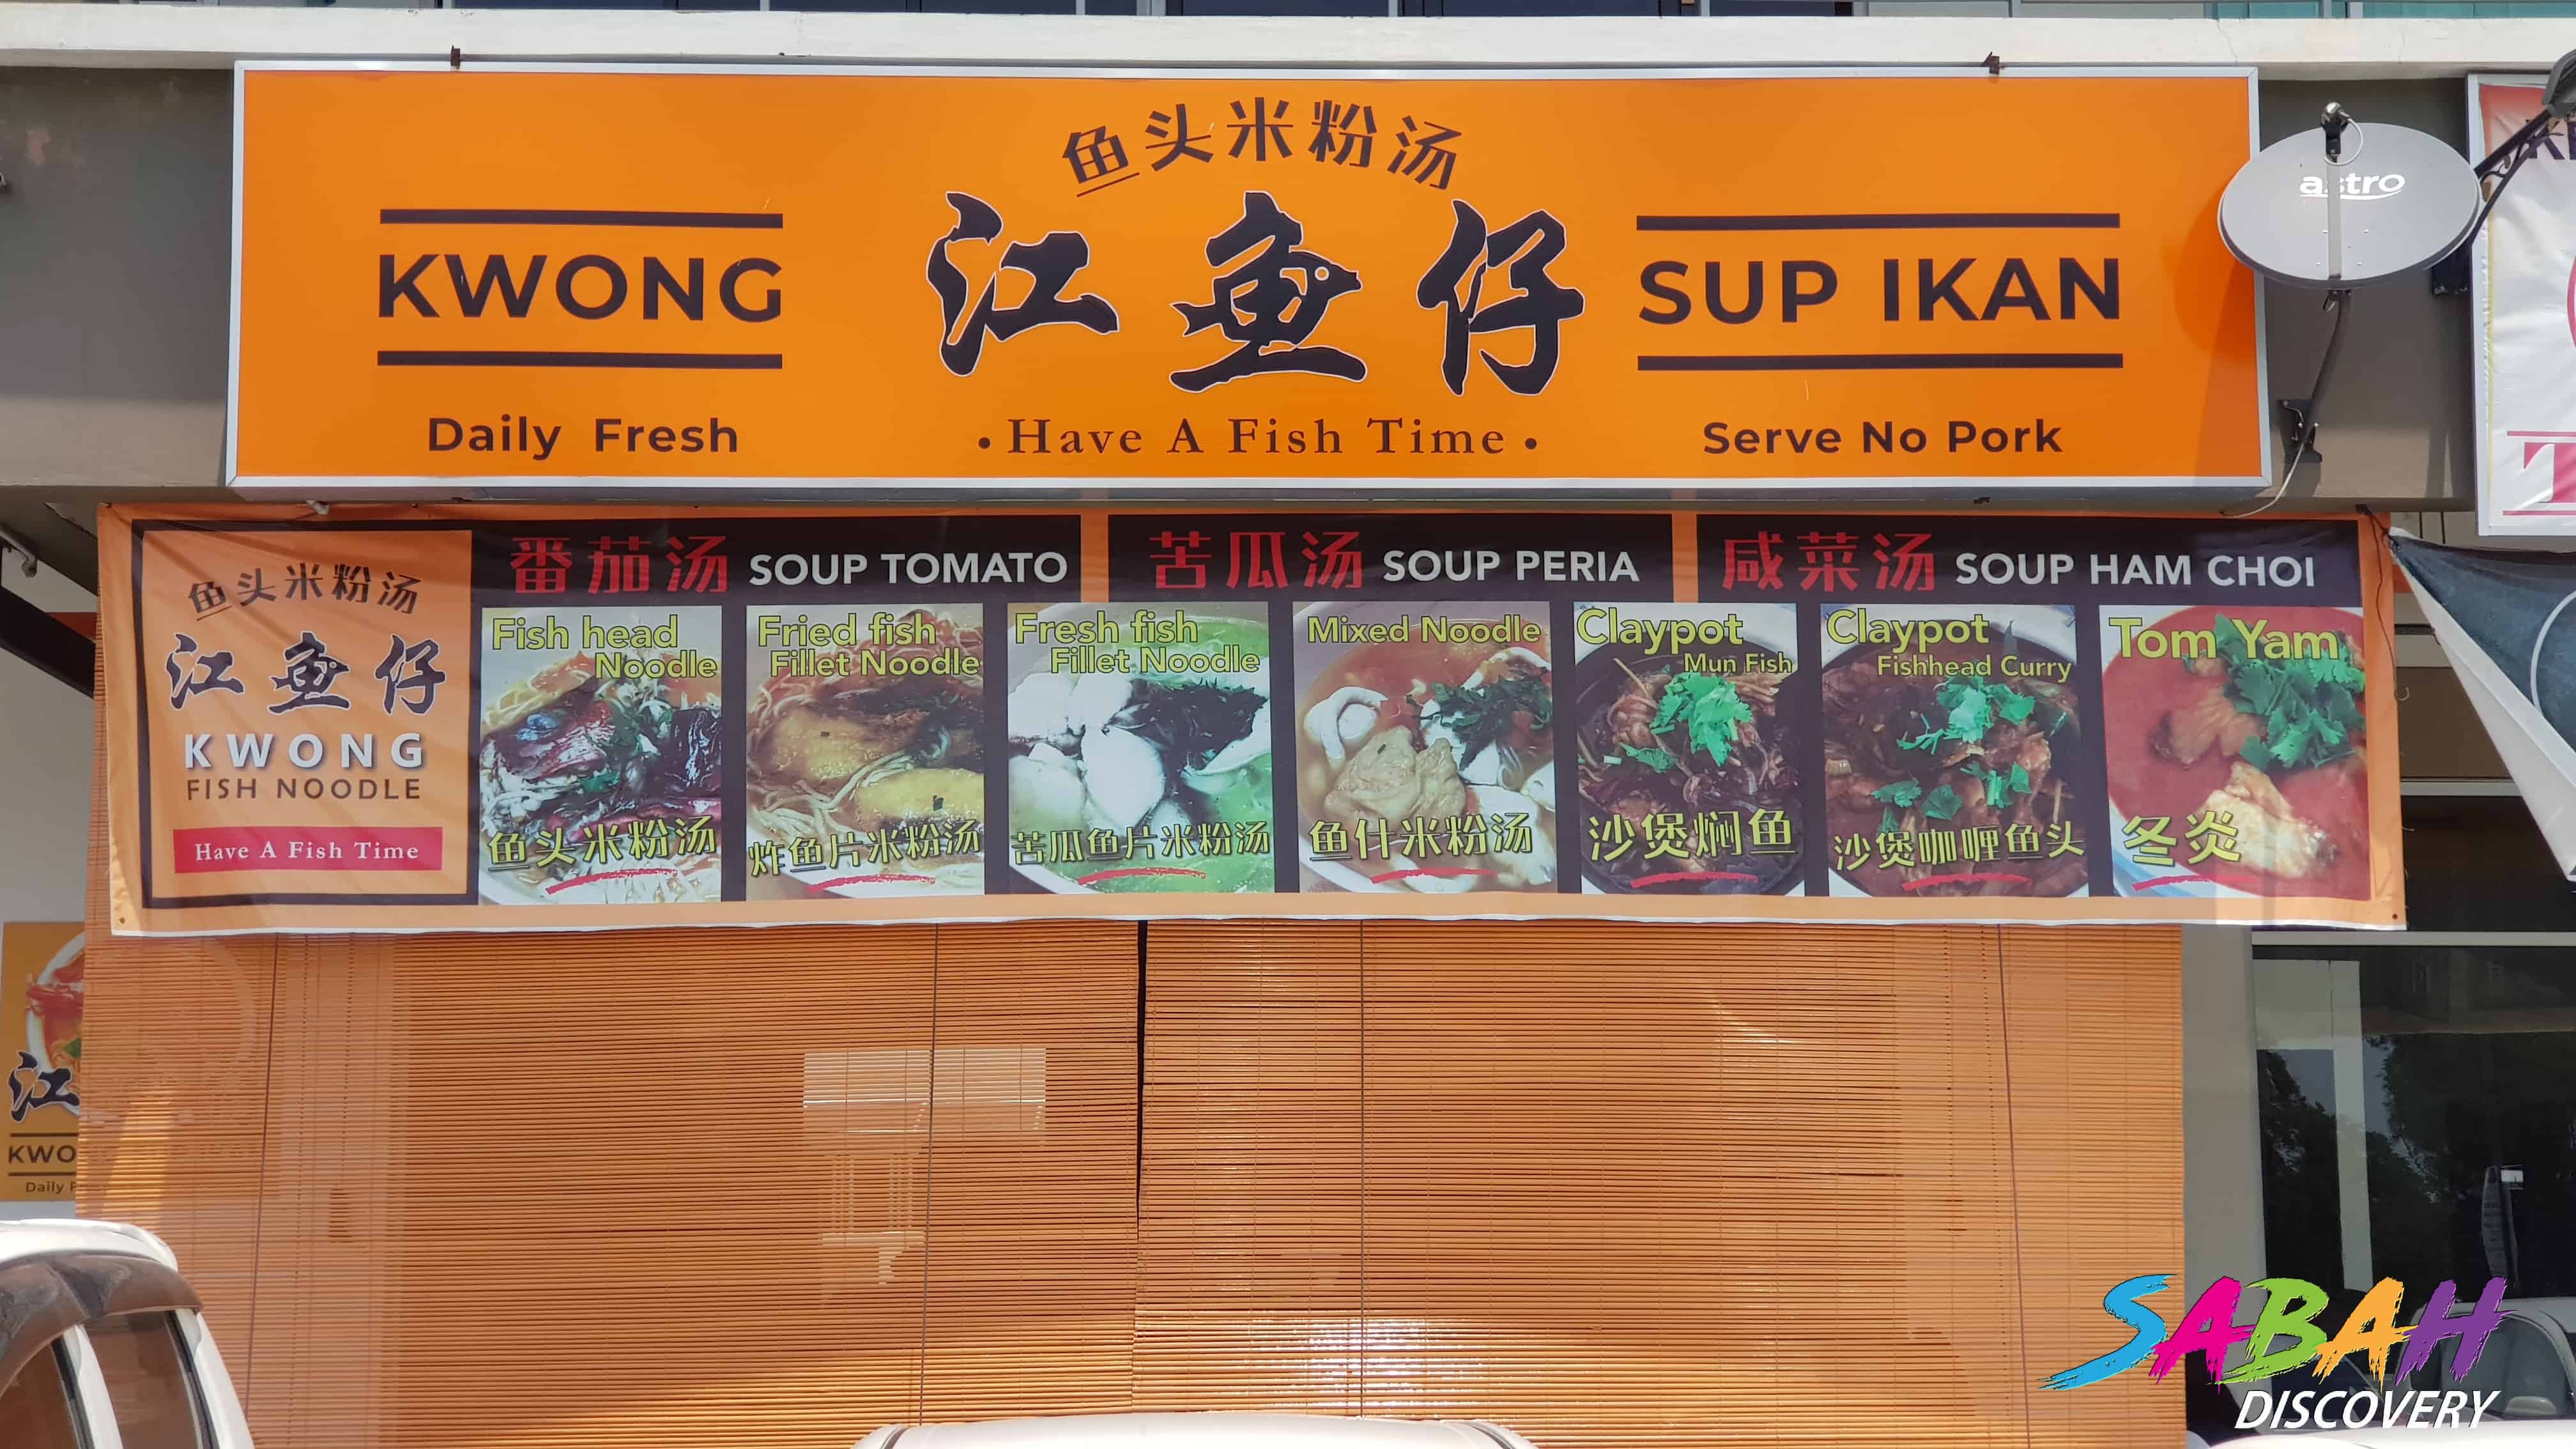 鱼头米粉汤
KWONG
江鱼仔
SUP IKAN
Daily Fresh
• Have A Fish Time •
Serve No Pork
astro
鱼头米粉汤
江鱼仔
KWONG
FISH NOODLE
Have A Fish Time
番茄汤 SOUP TOMATO
苦瓜汤 SOUP PERIA
咸菜汤 SOUP HAM CHOI
Fish head
Noodle
鱼头米粉汤
Fried fish
Fillet Noodle
炸鱼片米粉汤
Fresh fish
Fillet Noodle
苦瓜鱼片米粉汤
Mixed Noodle
鱼什米粉汤
Claypot
Mun Fish
沙煲焖鱼
Claypot
Fishhead Curry
沙煲咖喱鱼头
Tom Yam
冬炎
江
KWO
Daily F
SABAH
DISCOVERY